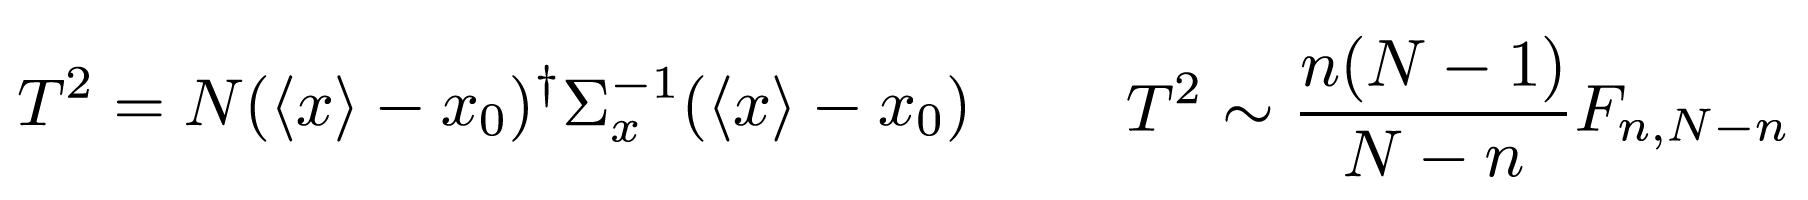 $T^2 = N(\langle x \rangle - x_0)^\dagger \Sigma_x^{-1} (\langle x \rangle - x_0) \qquad T^2 \sim \frac{n(N-1)}{N-n} F_{n,N-n}$